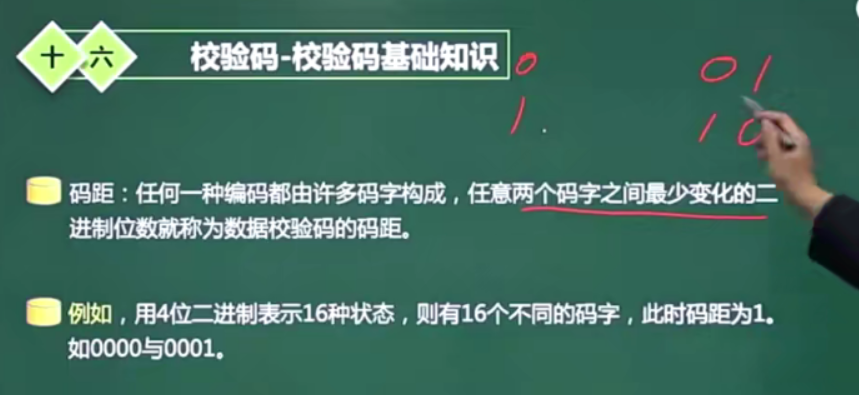 十六 校验码-校验码基础知识
0 01
1 10
码距：任何一种编码都由许多码字构成，任意两个码字之间最少变化的二
进制位数就称为数据校验码的码距。
例如，用4位二进制表示16种状态，则有16个不同的码字，此时码距为1。
如0000与0001。